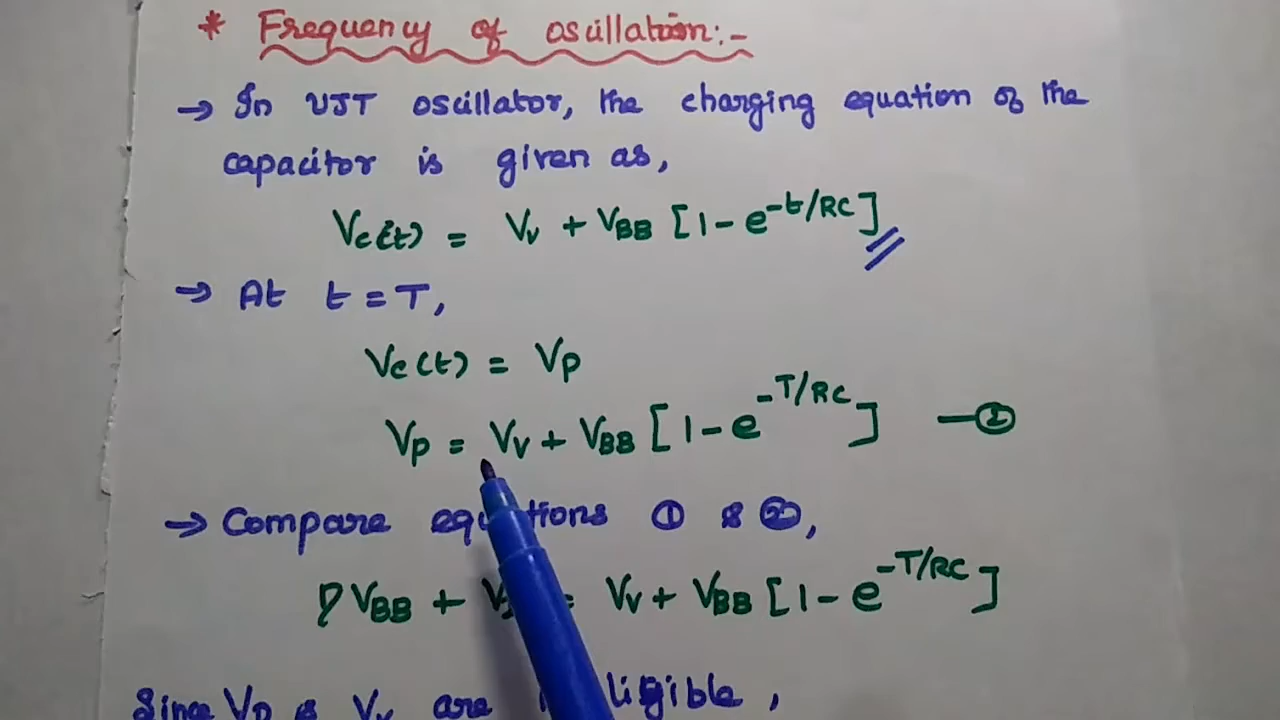 * Frequency of oscillation:-
→ In UJT oscillator, the charging equation of the
capacitor is given as,
Vc(t) = Vv + VBB [1 - e^-t/RC]
→ At t = T,
Vc(t) = Vp
Vp = Vv + VBB [1 - e^-T/RC] —②
→ Compare equations ① & ②,
ηVBB + = Vv + VBB [1 - e^-T/RC]
Since VD & Vv are negligible,